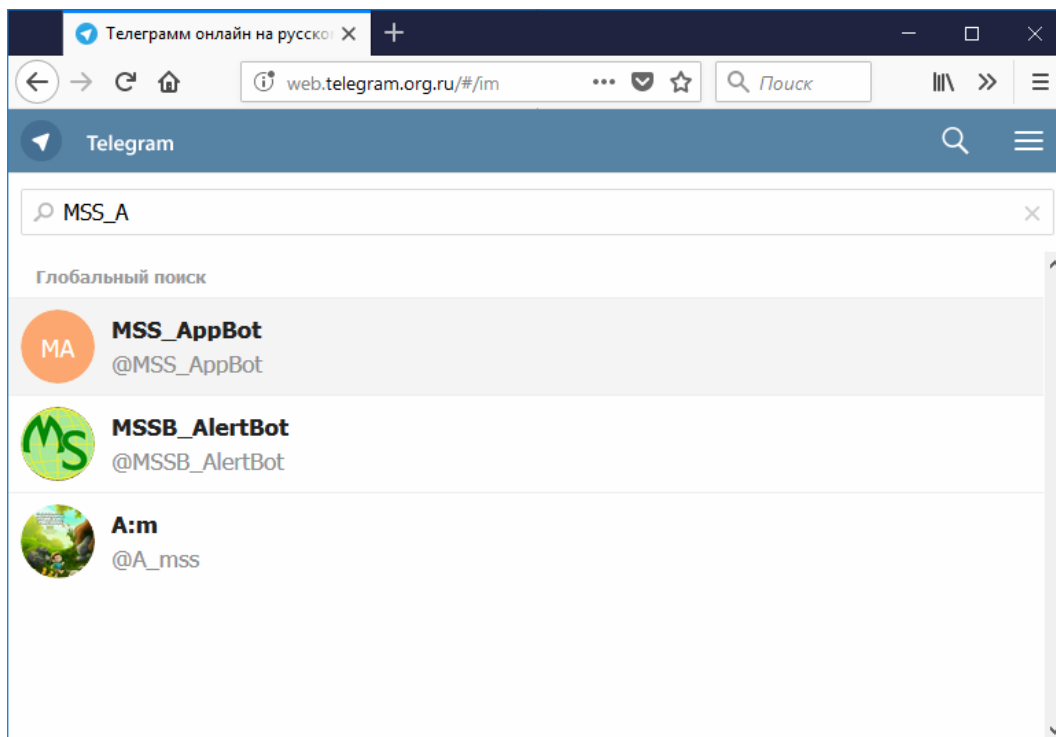 Телеграмм онлайн на русско
web.telegram.org.ru/#/im
Поиск
Telegram
MSS_A
Глобальный поиск
MA
MSS_AppBot
@MSS_AppBot
MS
MSSB_AlertBot
@MSSB_AlertBot
A:m
@A_mss